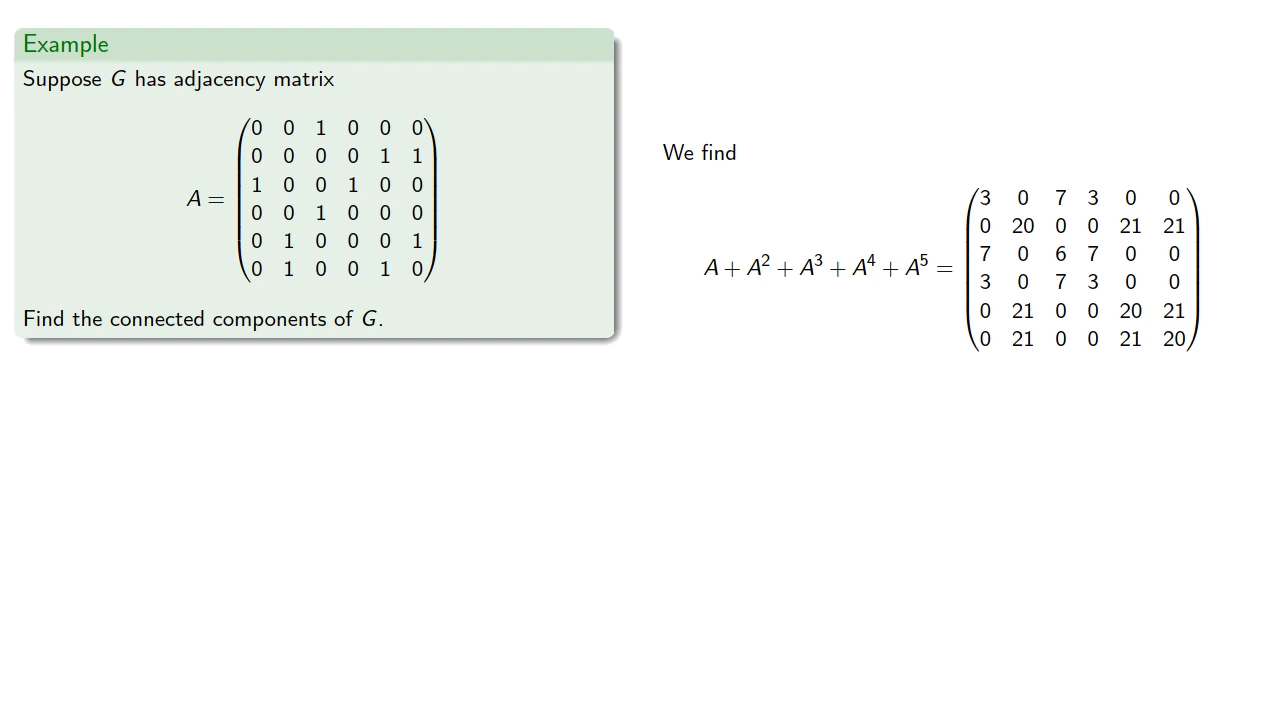 Example
Suppose G has adjacency matrix
A =
0 0 1 0 0 0
0 0 0 0 1 1
1 0 0 1 0 0
0 0 1 0 0 0
0 1 0 0 0 1
0 1 0 0 1 0
Find the connected components of G.
We find
A + A² + A³ + A⁴ + A⁵ =
3 0 7 3 0 0
0 20 0 0 21 21
7 0 6 7 0 0
3 0 7 3 0 0
0 21 0 0 20 21
0 21 0 0 21 20